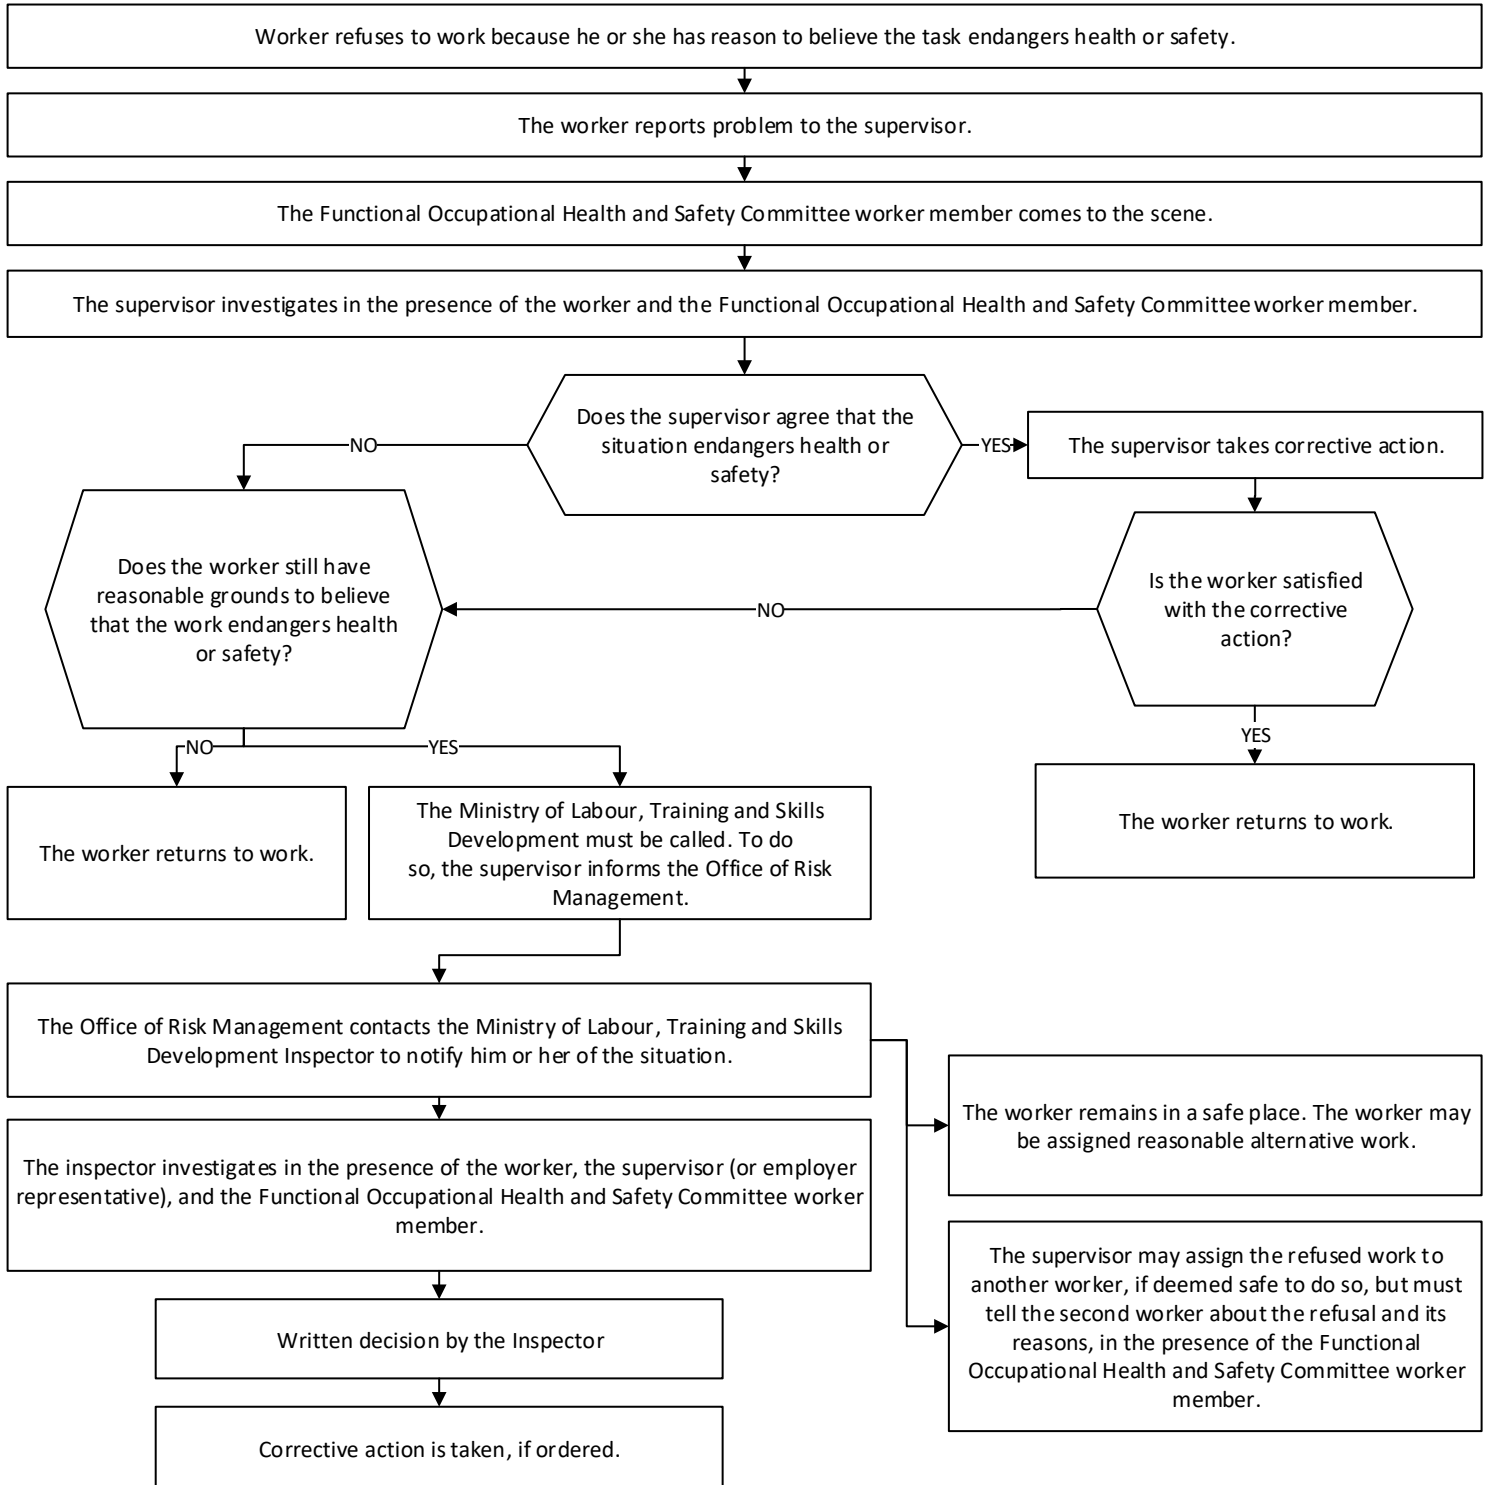 Worker refuses to work because he or she has reason to believe the task endangers health or safety.
The worker reports problem to the supervisor.
The Functional Occupational Health and Safety Committee worker member comes to the scene.
The supervisor investigates in the presence of the worker and the Functional Occupational Health and Safety Committee worker member.
Does the supervisor agree that the
situation endangers health or
safety?
NO
YES
The supervisor takes corrective action.
Does the worker still have
reasonable grounds to believe
that the work endangers health
or safety?
NO
Is the worker satisfied
with the corrective
action?
NO
YES
YES
The worker returns to work.
The Ministry of Labour, Training and Skills
Development must be called. To do
so, the supervisor informs the Office of Risk
Management.
The worker returns to work.
The Office of Risk Management contacts the Ministry of Labour, Training and Skills
Development Inspector to notify him or her of the situation.
The worker remains in a safe place. The worker may
be assigned reasonable alternative work.
The inspector investigates in the presence of the worker, the supervisor (or employer
representative), and the Functional Occupational Health and Safety Committee worker
member.
The supervisor may assign the refused work to
another worker, if deemed safe to do so, but must
tell the second worker about the refusal and its
reasons, in the presence of the Functional
Occupational Health and Safety Committee worker
member.
Written decision by the Inspector
Corrective action is taken, if ordered.